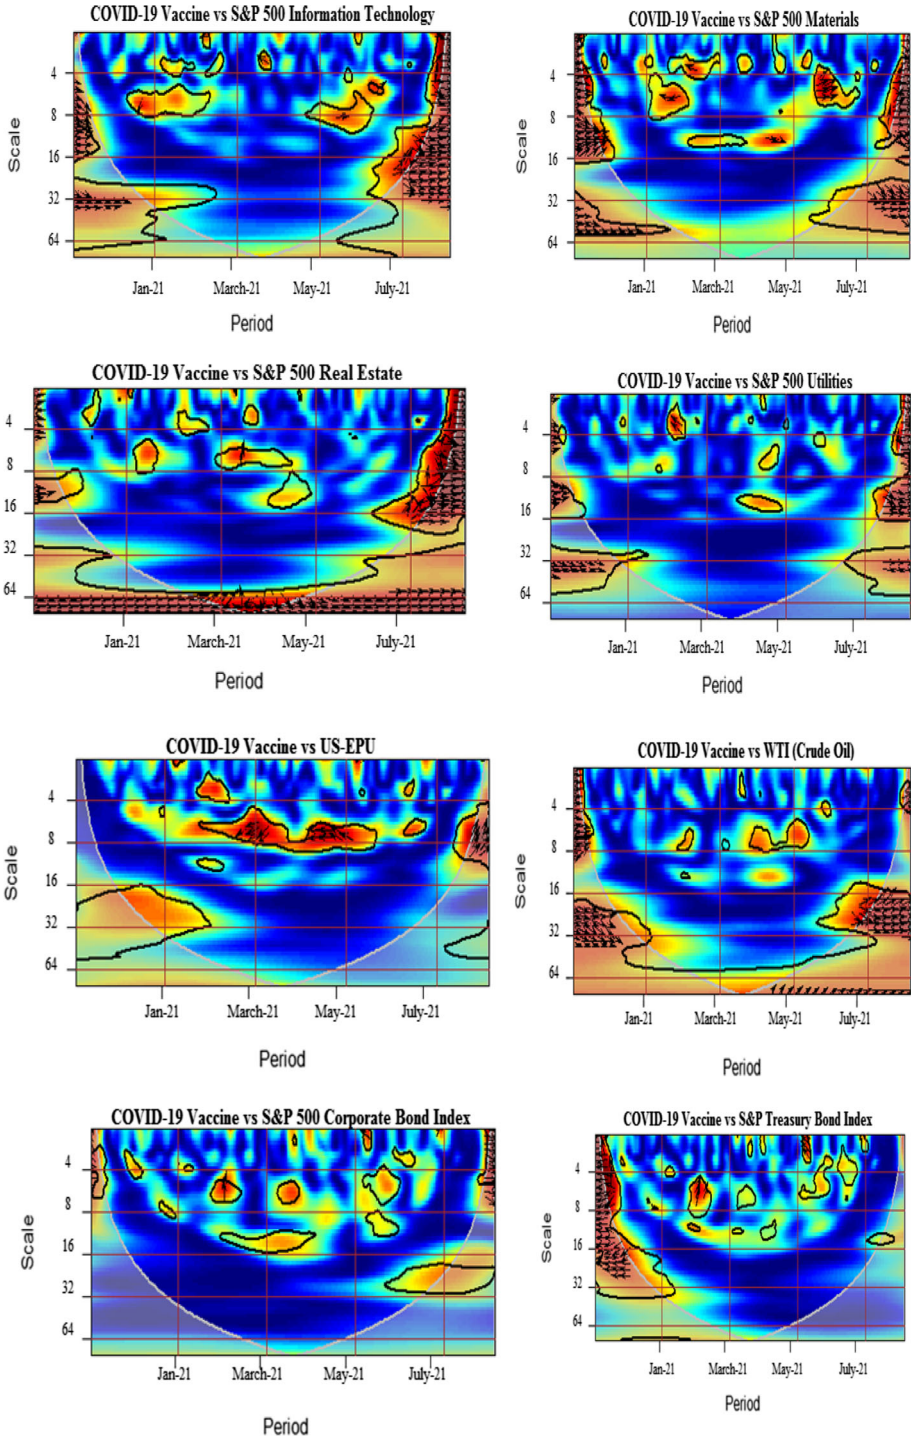 COVID-19 Vaccine vs S&P 500 Information Technology
4
8
16
32
64
Scale
Jan-21 March-21 May-21 July-21
Period
COVID-19 Vaccine vs S&P 500 Materials
4
8
16
32
64
Jan-21 March-21 May-21 July-21
Period
COVID-19 Vaccine vs S&P 500 Real Estate
4
8
16
32
64
Jan-21 March-21 May-21 July-21
Period
COVID-19 Vaccine vs S&P 500 Utilities
4
8
16
32
64
Jan-21 March-21 May-21 July-21
Period
COVID-19 Vaccine vs US-EPU
4
8
16
32
64
Scale
Jan-21 March-21 May-21 July-21
Period
COVID-19 Vaccine vs WTI (Crude Oil)
4
8
16
32
64
Scale
Jan-21 March-21 May-21 July-21
Period
COVID-19 Vaccine vs S&P 500 Corporate Bond Index
4
8
16
32
64
Scale
Jan-21 March-21 May-21 July-21
Period
COVID-19 Vaccine vs S&P Treasury Bond Index
4
8
16
32
64
Scale
Jan-21 March-21 May-21 July-21
Period